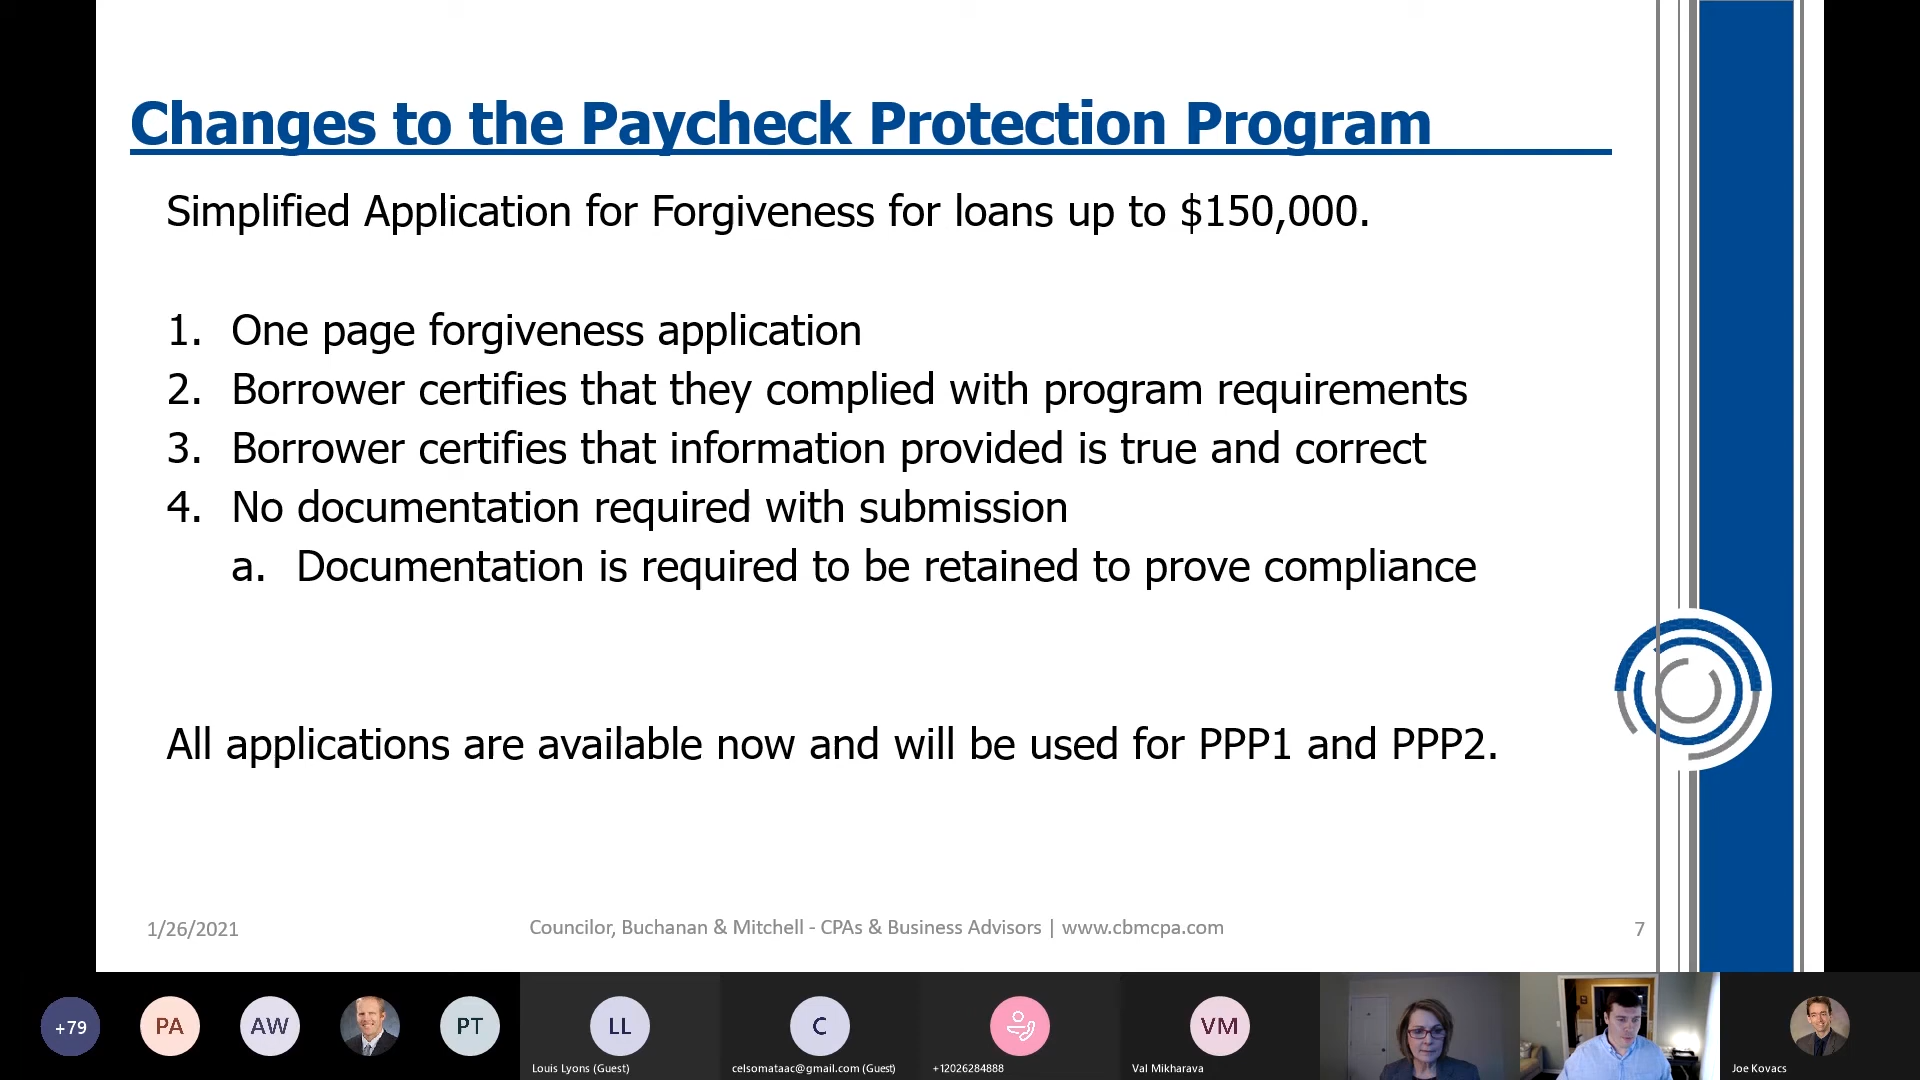 Changes to the Paycheck Protection Program
Simplified Application for Forgiveness for loans up to $150,000.
1. One page forgiveness application
2. Borrower certifies that they complied with program requirements
3. Borrower certifies that information provided is true and correct
4. No documentation required with submission
a. Documentation is required to be retained to prove compliance
All applications are available now and will be used for PPP1 and PPP2.
1/26/2021
Councilor, Buchanan & Mitchell - CPAs & Business Advisors | www.cbmcpa.com
7
+79
PA
AW
PT
LL
C
VM
Louis Lyons (Guest)
celsomataac@gmail.com (Guest)
+12026284888
Val Mikharava
Joe Kovacs